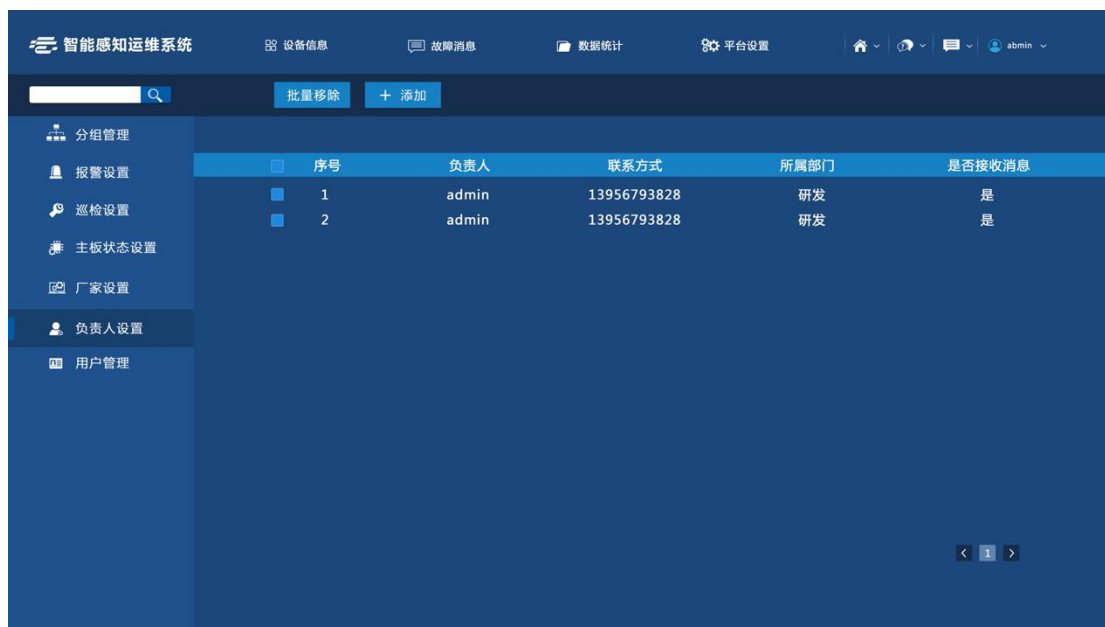 智能感知运维系统 设备信息 故障消息 数据统计 平台设置 abmin
批量移除 + 添加
分组管理
报警设置
巡检设置
主板状态设置
厂家设置
负责人设置
用户管理
序号 负责人 联系方式 所属部门 是否接收消息
1 admin 13956793828 研发 是
2 admin 13956793828 研发 是
< 1 >